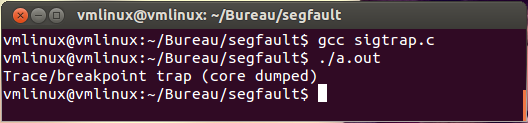 vmlinux@vmlinux: ~/Bureau/segfault
vmlinux@vmlinux:~/Bureau/segfault$ gcc sigtrap.c
vmlinux@vmlinux:~/Bureau/segfault$ ./a.out
Trace/breakpoint trap (core dumped)
vmlinux@vmlinux:~/Bureau/segfault$